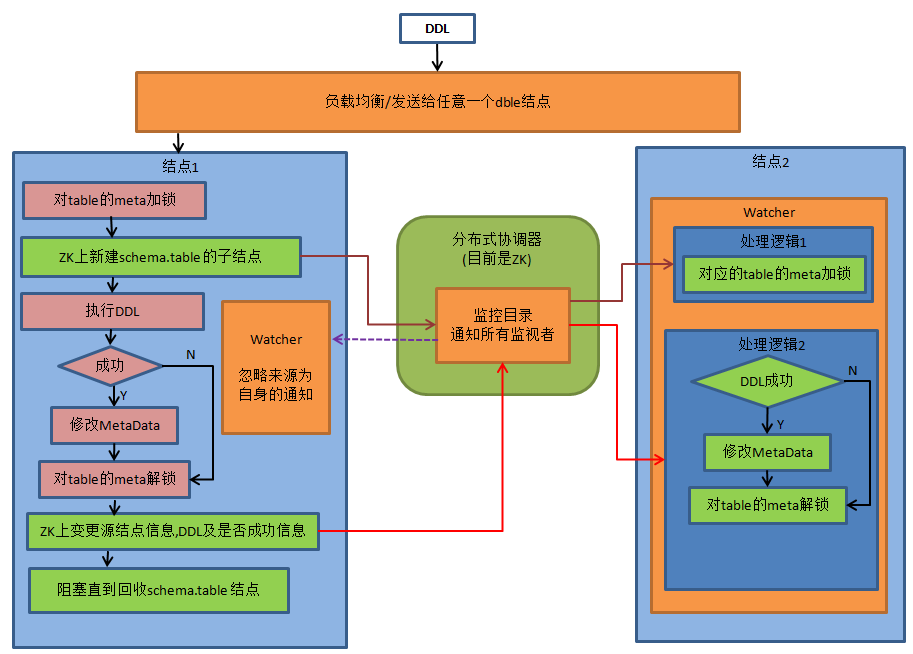 DDL
负载均衡/发送给任意一个dble结点
结点1
对table的meta加锁
ZK上新建schema.table 的子结点
执行DDL
成功
N
Y
修改MetaData
对table的meta解锁
ZK上变更源结点信息,DDL及是否成功信息
阻塞直到回收schema.table 结点
Watcher
忽略来源为
自身的通知
分布式协调器
(目前是ZK)
监控目录
通知所有监视者
结点2
Watcher
处理逻辑1
对应的table的meta加锁
处理逻辑2
DDL成功
N
Y
修改MetaData
对table的meta解锁